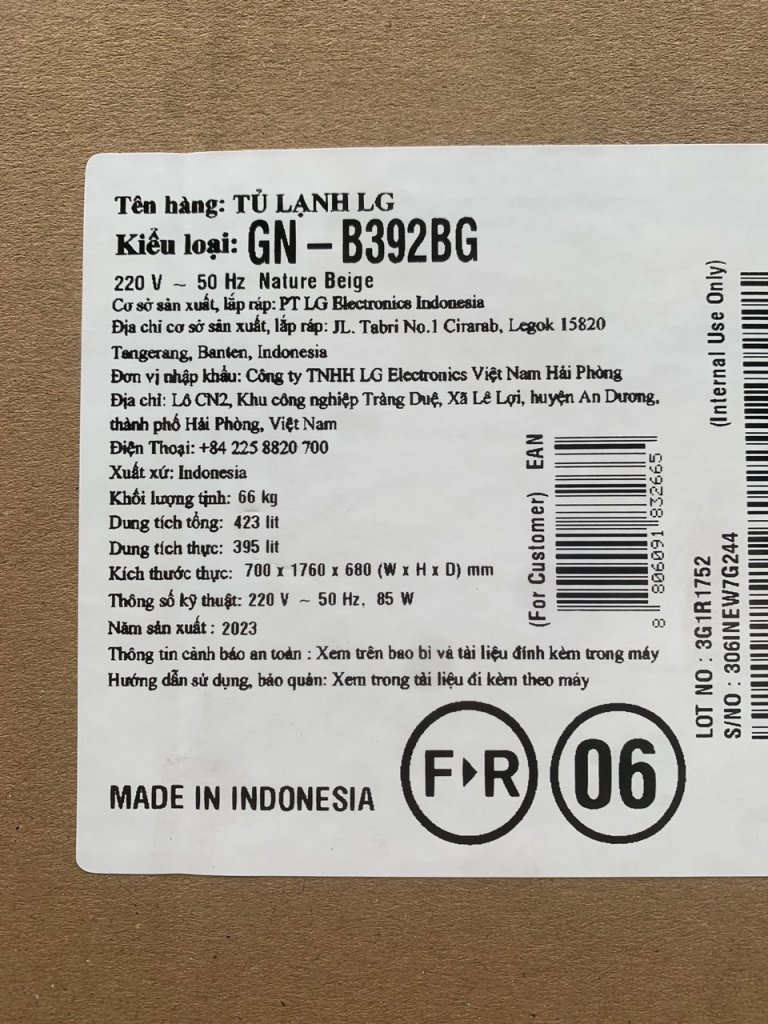 Tên hàng: TỦ LẠNH LG
Kiểu loại: GN – B392BG
220 V ~ 50 Hz Nature Beige
Cơ sở sản xuất, lắp ráp: PT LG Electronics Indonesia
Địa chỉ cơ sở sản xuất, lắp ráp: JL. Tabri No.1 Cirarab, Legok 15820
Tangerang, Banten, Indonesia
Đơn vị nhập khẩu: Công ty TNHH LG Electronics Việt Nam Hải Phòng
Địa chỉ: Lô CN2, Khu công nghiệp Tràng Duệ, Xã Lê Lợi, huyện An Dương,
thành phố Hải Phòng, Việt Nam
Điện Thoại: +84 225 8820 700
Xuất xứ: Indonesia
Khối lượng tịnh: 66 kg
Dung tích tổng: 423 lit
Dung tích thực: 395 lit
Kích thước thực: 700 x 1760 x 680 (W x H x D) mm
Thông số kỹ thuật: 220 V ~ 50 Hz, 85 W
Năm sản xuất : 2023
Thông tin cảnh báo an toàn : Xem trên bao bì và tài liệu đính kèm trong máy
Hướng dẫn sử dụng, bảo quản: Xem trong tài liệu đi kèm theo máy
MADE IN INDONESIA
F▶R
06
(For Customer) EAN
8 806091 832665
(Internal Use Only)
LOT NO : 3G1R1752
S/NO : 306INEW7G244